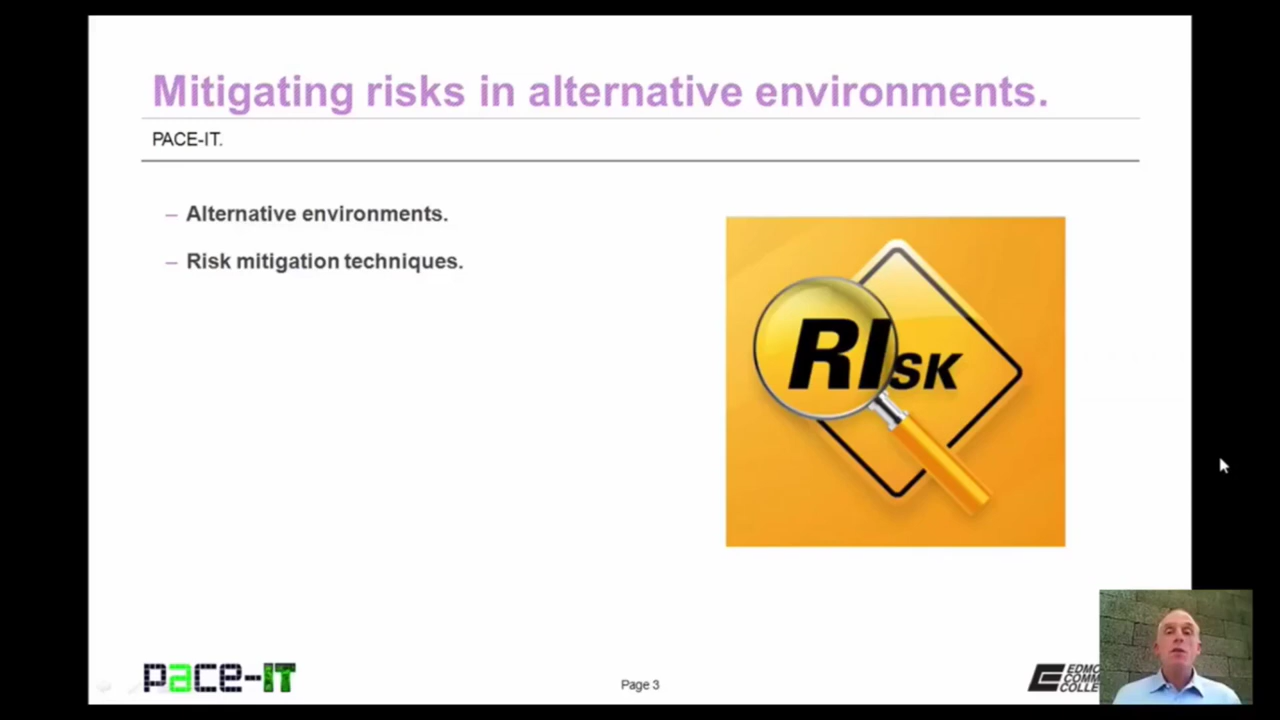 Mitigating risks in alternative environments.
PACE-IT.
– Alternative environments.
– Risk mitigation techniques.
RISK
pace-IT
Page 3